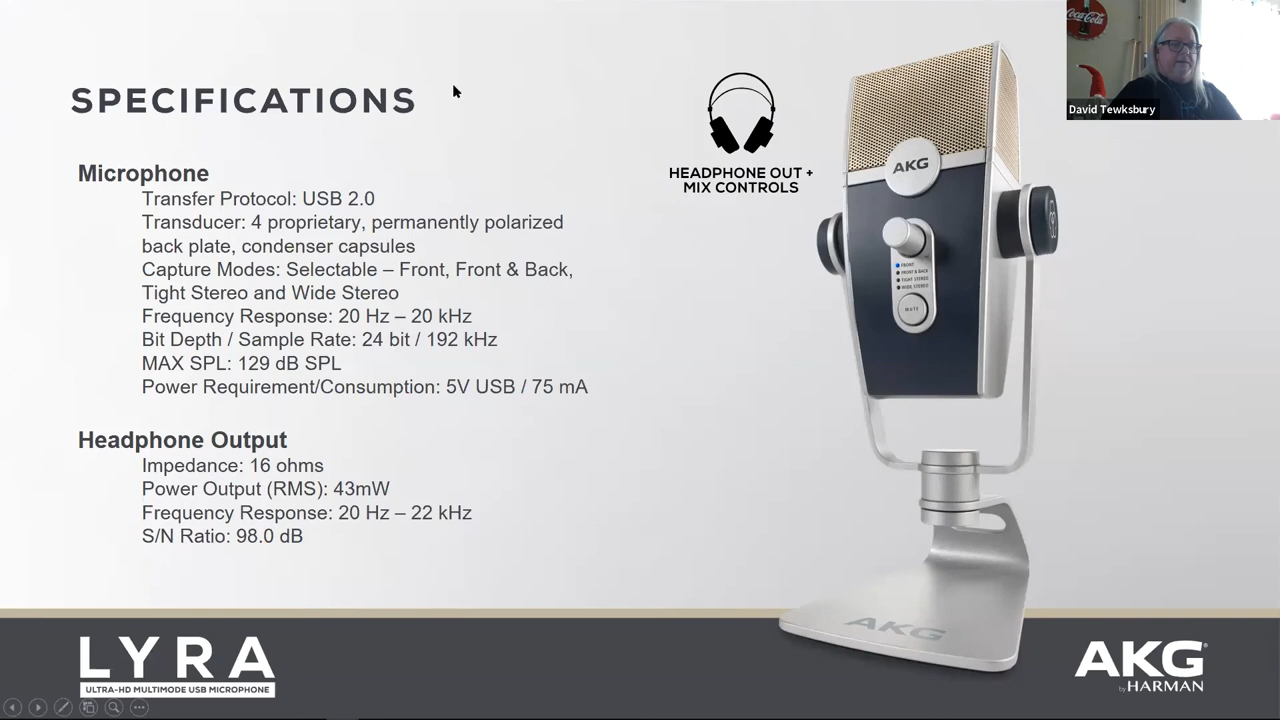 SPECIFICATIONS
Microphone
Transfer Protocol: USB 2.0
Transducer: 4 proprietary, permanently polarized
back plate, condenser capsules
Capture Modes: Selectable – Front, Front & Back,
Tight Stereo and Wide Stereo
Frequency Response: 20 Hz – 20 kHz
Bit Depth / Sample Rate: 24 bit / 192 kHz
MAX SPL: 129 dB SPL
Power Requirement/Consumption: 5V USB / 75 mA
Headphone Output
Impedance: 16 ohms
Power Output (RMS): 43mW
Frequency Response: 20 Hz – 22 kHz
S/N Ratio: 98.0 dB
HEADPHONE OUT +
MIX CONTROLS
AKG
FRONT
FRONT & BACK
TIGHT STEREO
WIDE STEREO
MUTE
AKG
Coca-Cola
David Tewksbury
LYRA
ULTRA-HD MULTIMODE USB MICROPHONE
AKG®
by HARMAN